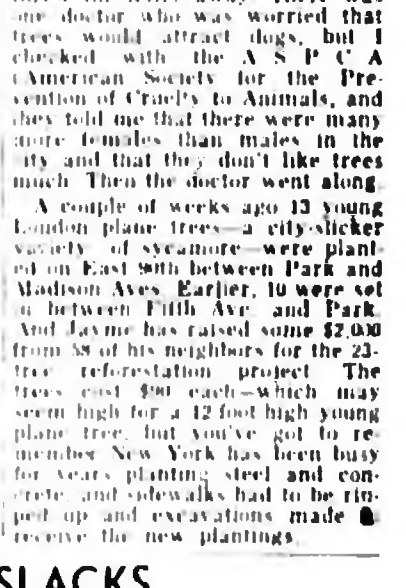 one doctor who was worried that
trees would attract dogs, but I
checked with the A S P C A
(American Society for the Pre-
vention of Cruelty to Animals, and
they told me that there were many
more females than males in the
city and that they don't like trees
much Then the doctor went along
A couple of weeks ago 13 young
London plane trees—a city-slicker
variety of sycamore—were plant-
ed on East 90th between Park and
Madison Aves. Earlier, 10 were set
in between Fifth Ave and Park
And Jayme has raised some $2,000
from 58 of his neighbors for the 23-
tree reforestation project The
trees cost $90 each—which may
seem high for a 12 foot high young
plane tree, but you've got to re-
member New York has been busy
for years planting steel and con-
crete, and sidewalks had to be rip-
ped up and excavations made
receive the new plantings
SLACKS